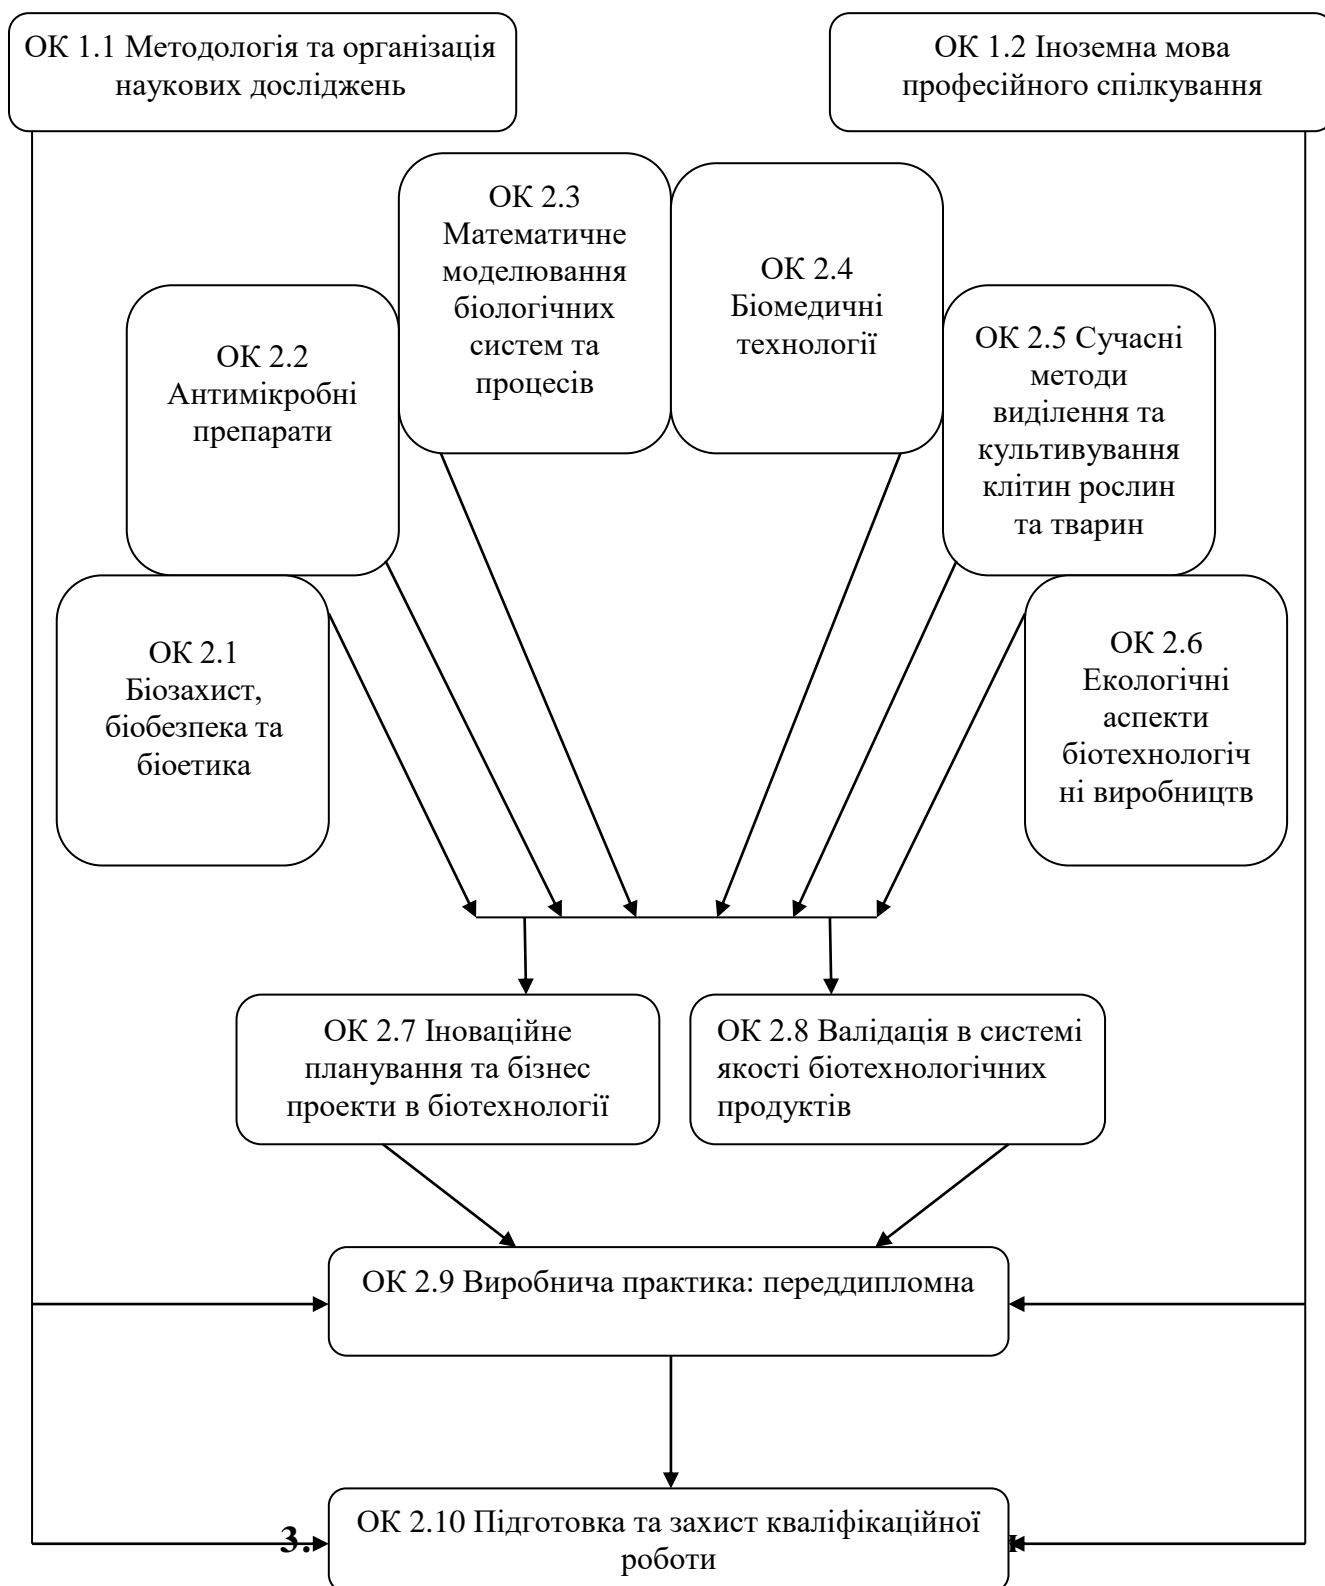 ОК 1.1 Методологія та організація
наукових досліджень
ОК 1.2 Іноземна мова
професійного спілкування
ОК 2.3
Математичне
моделювання
біологічних
систем та
процесів
ОК 2.4
Біомедичні
технології
ОК 2.2
Антимікробні
препарати
ОК 2.5 Сучасні
методи
виділення та
культивування
клітин рослин
та тварин
ОК 2.1
Біозахист,
біобезпека та
біоетика
ОК 2.6
Екологічні
аспекти
біотехнологіч
ні виробництв
ОК 2.7 Іноваційне
планування та бізнес
проекти в біотехнології
ОК 2.8 Валідація в системі
якості біотехнологічних
продуктів
ОК 2.9 Виробнича практика: переддипломна
ОК 2.10 Підготовка та захист кваліфікаційної
роботи
3.